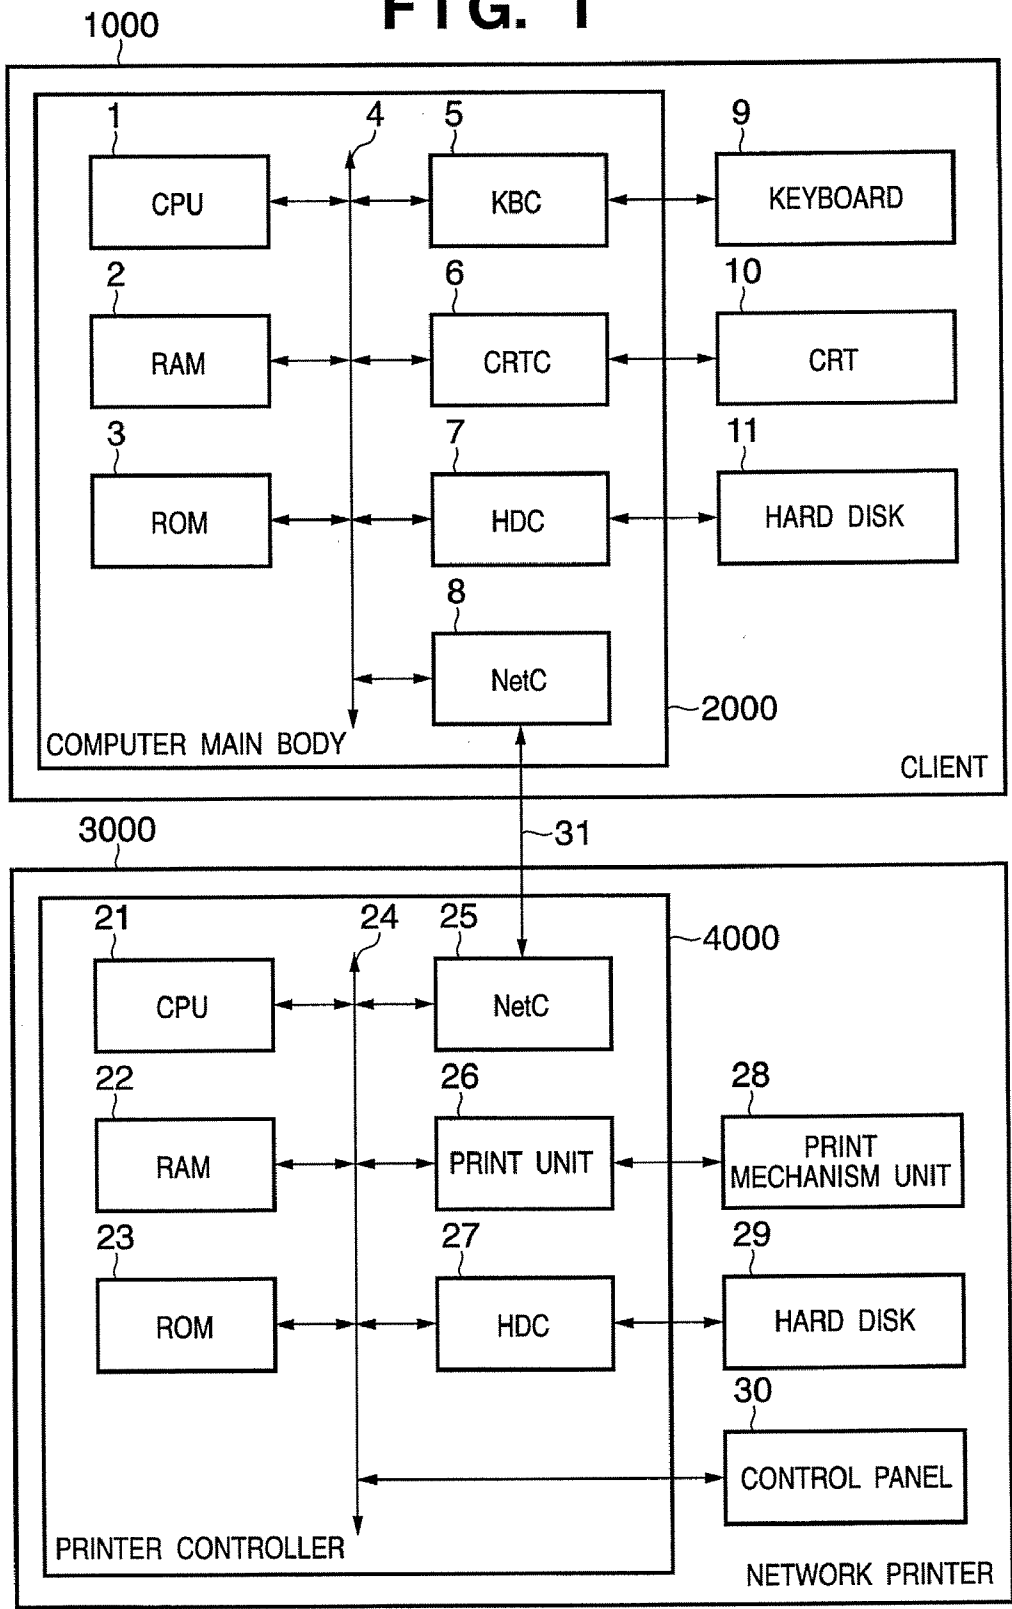 FIG. 1
1000
1
4
5
9
CPU
KBC
KEYBOARD
2
6
10
RAM
CRTC
CRT
3
7
11
ROM
HDC
HARD DISK
8
NetC
2000
COMPUTER MAIN BODY
CLIENT
3000
31
21
24
25
4000
CPU
NetC
22
26
28
RAM
PRINT UNIT
PRINT
MECHANISM UNIT
23
27
29
ROM
HDC
HARD DISK
30
CONTROL PANEL
PRINTER CONTROLLER
NETWORK PRINTER